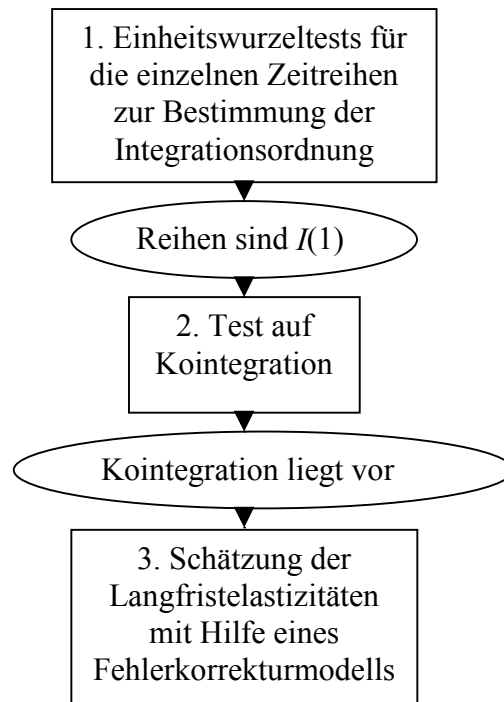 1. Einheitswurzeltests für
die einzelnen Zeitreihen
zur Bestimmung der
Integrationsordnung
Reihen sind I(1)
2. Test auf
Kointegration
Kointegration liegt vor
3. Schätzung der
Langfristelastizitäten
mit Hilfe eines
Fehlerkorrekturmodells